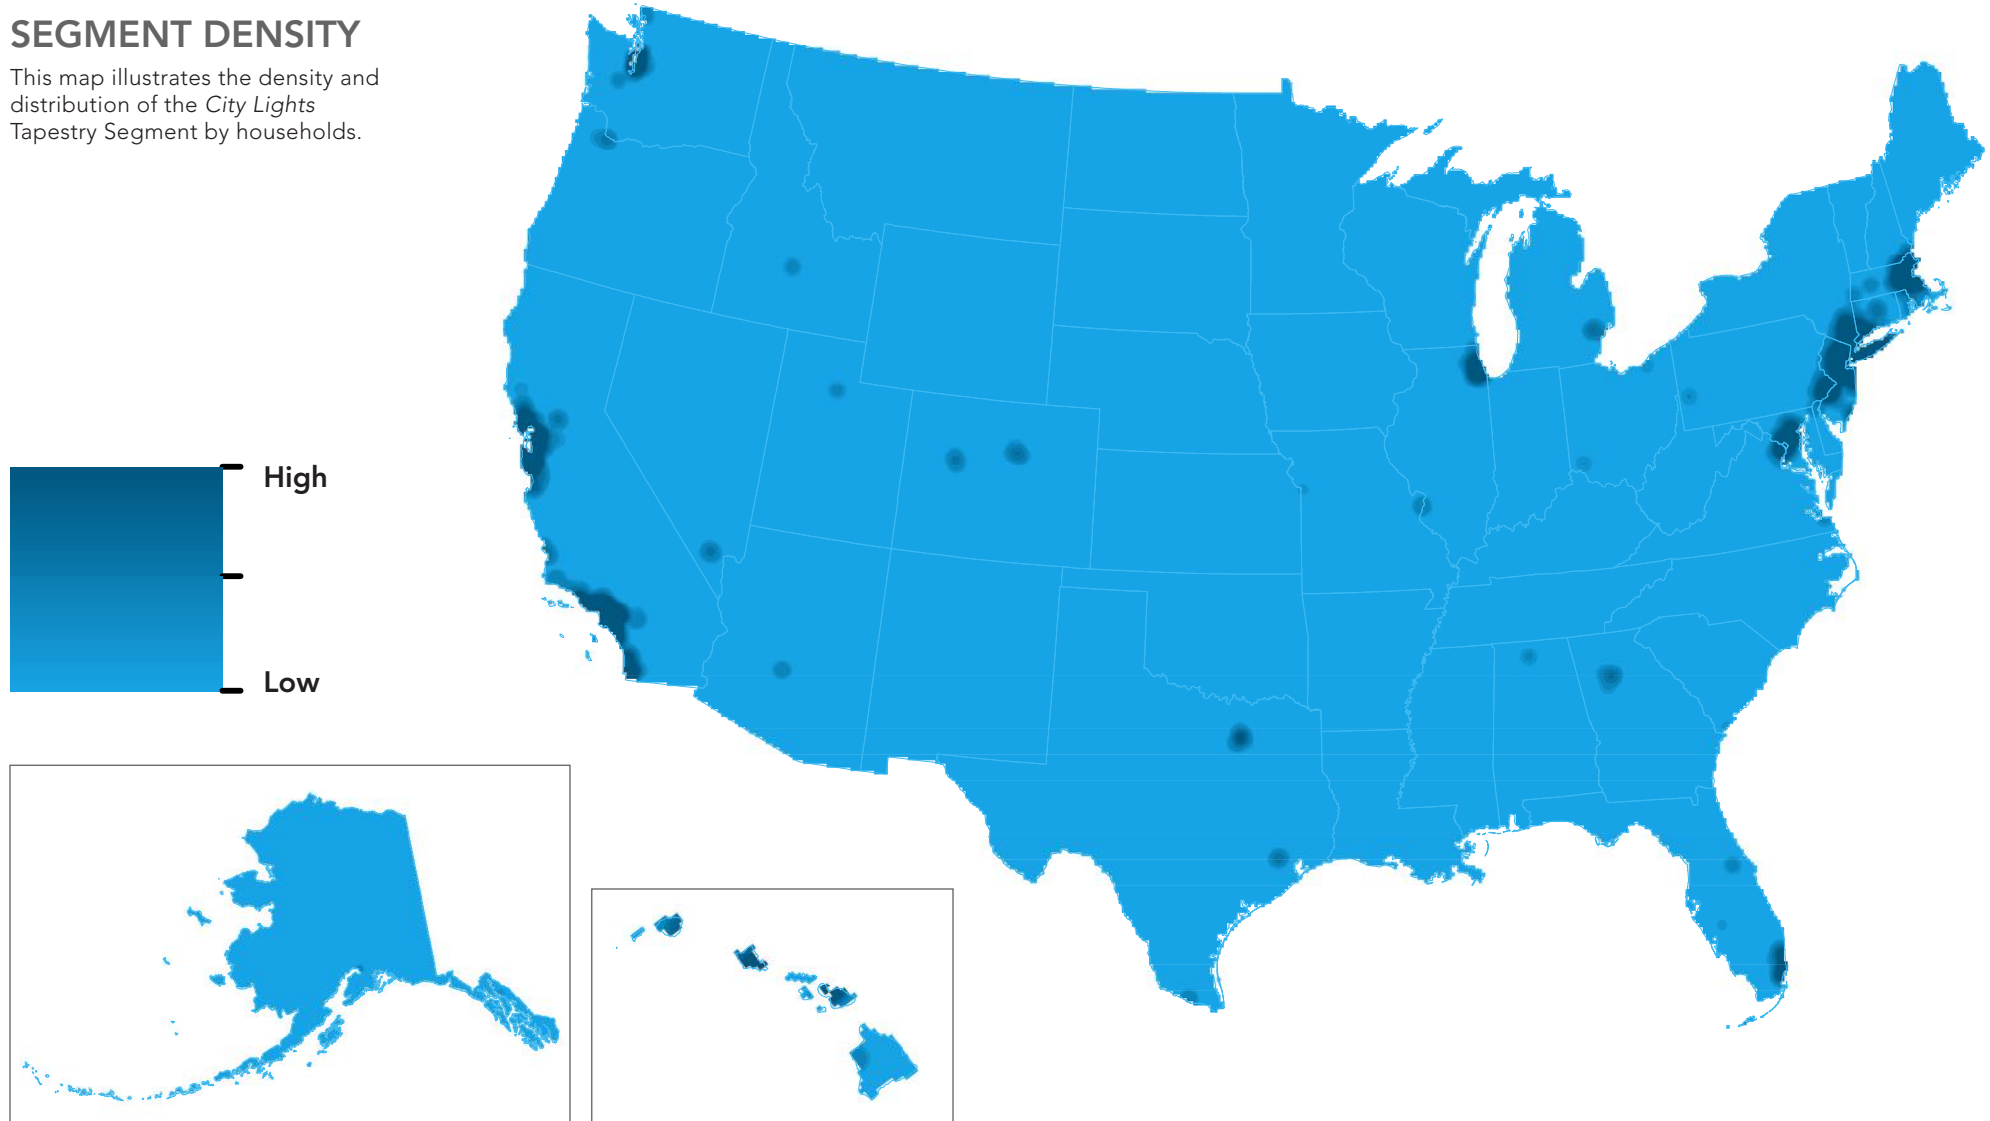 SEGMENT DENSITY
This map illustrates the density and
distribution of the City Lights
Tapestry Segment by households.
High
Low